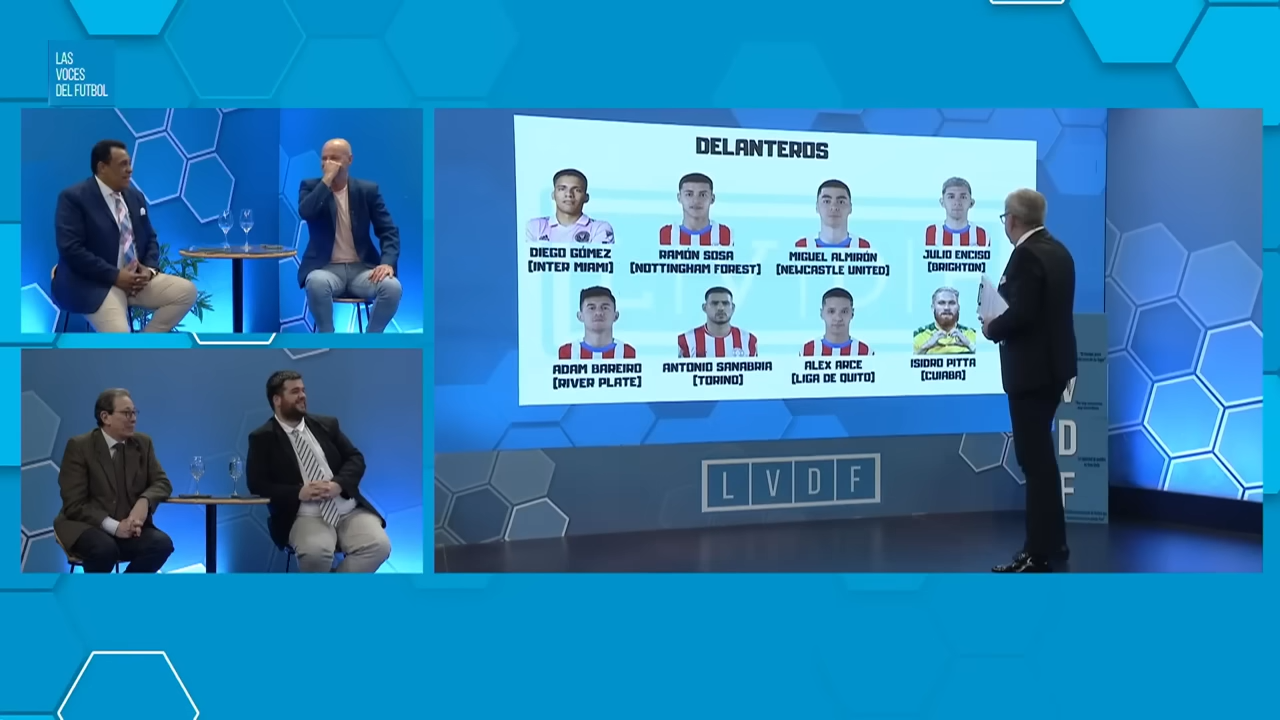 LAS
VOCES
DEL FUTBOL
DELANTEROS
DIEGO GÓMEZ
(INTER MIAMI)
RAMÓN SOSA
(NOTTINGHAM FOREST)
MIGUEL ALMIRÓN
(NEWCASTLE UNITED)
JULIO ENCISO
(BRIGHTON)
ADAM BAREIRO
(RIVER PLATE)
ANTONIO SANABRIA
(TORINO)
ALEX ARCE
(LIGA DE QUITO)
ISIDRO PITTA
(CUIABA)
LVDF
V
D
F